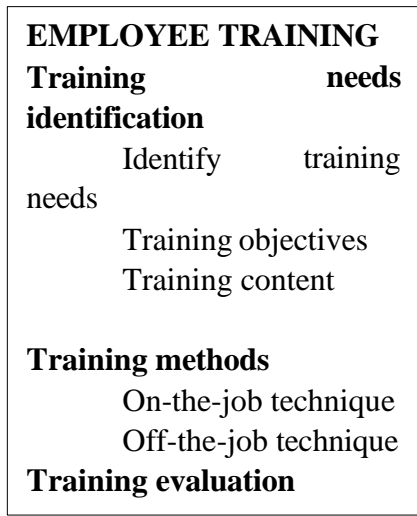 EMPLOYEE TRAINING
Training needs
identification
Identify training
needs
Training objectives
Training content
Training methods
On-the-job technique
Off-the-job technique
Training evaluation